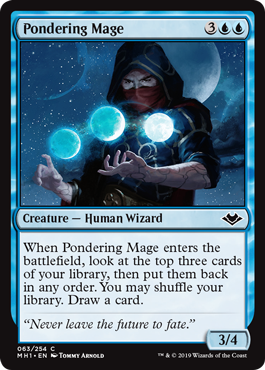 Pondering Mage 3
Creature — Human Wizard
When Pondering Mage enters the
battlefield, look at the top three cards
of your library, then put them back
in any order. You may shuffle your
library. Draw a card.
“Never leave the future to fate.”
3/4
063/254 C
MH1 • EN TOMMY ARNOLD
™ & © 2019 Wizards of the Coast